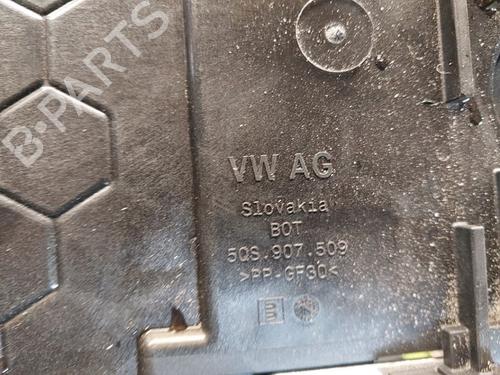 B-PARTS
VW AG
Slovakia
BOT
5QS.907.509
>PP-GF30<